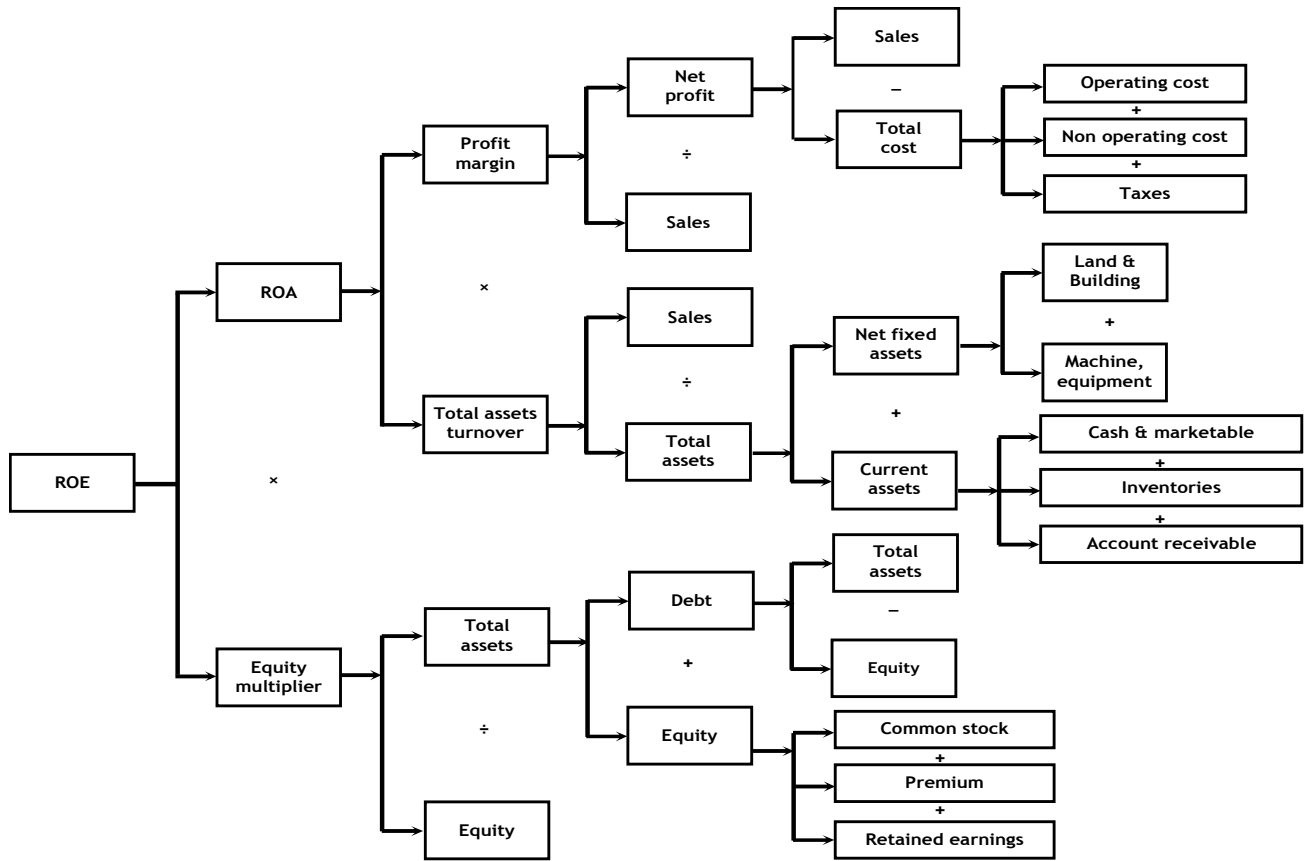 Sales
Net
profit
–
Operating cost
+
Total
cost
Non operating cost
+
Taxes
Profit
margin
÷
Sales
ROA
×
Land &
Building
+
Machine,
equipment
Sales
÷
Net fixed
assets
+
Total assets
turnover
Total
assets
Current
assets
Cash & marketable
+
Inventories
+
Account receivable
ROE
×
Total
assets
–
Equity
Debt
+
Equity
Total
assets
÷
Equity
Equity
multiplier
Common stock
+
Premium
+
Retained earnings